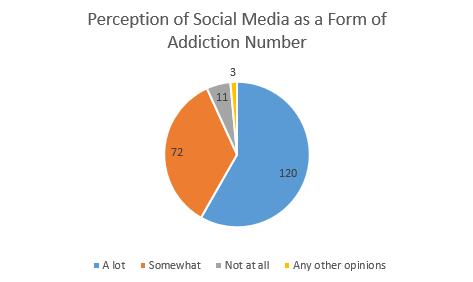 Perception of Social Media as a Form of
Addiction Number
3
11
72
120
A lot Somewhat Not at all Any other opinions